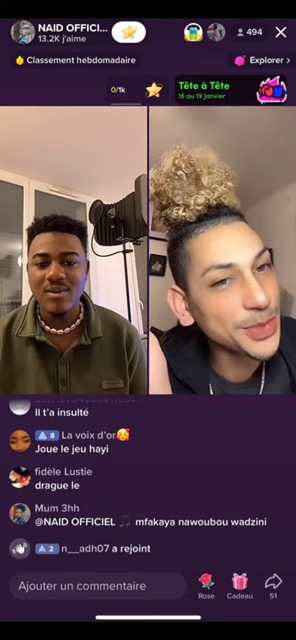 NAID OFFICI...
13.2K j'aime
494
Classement hebdomadaire
Explorer >
0/1k
Tête à Tête
16 au 19 Janvier
Il t'a insulté
8 La voix d'or🥰
Joue le jeu hayi
fidèle Lustie
drague le
Mum 3hh
@NAID OFFICIEL 🎵 mfakaya nawoubou wadzini
2 n__adh07 a rejoint
Ajouter un commentaire
Rose
Cadeau
51